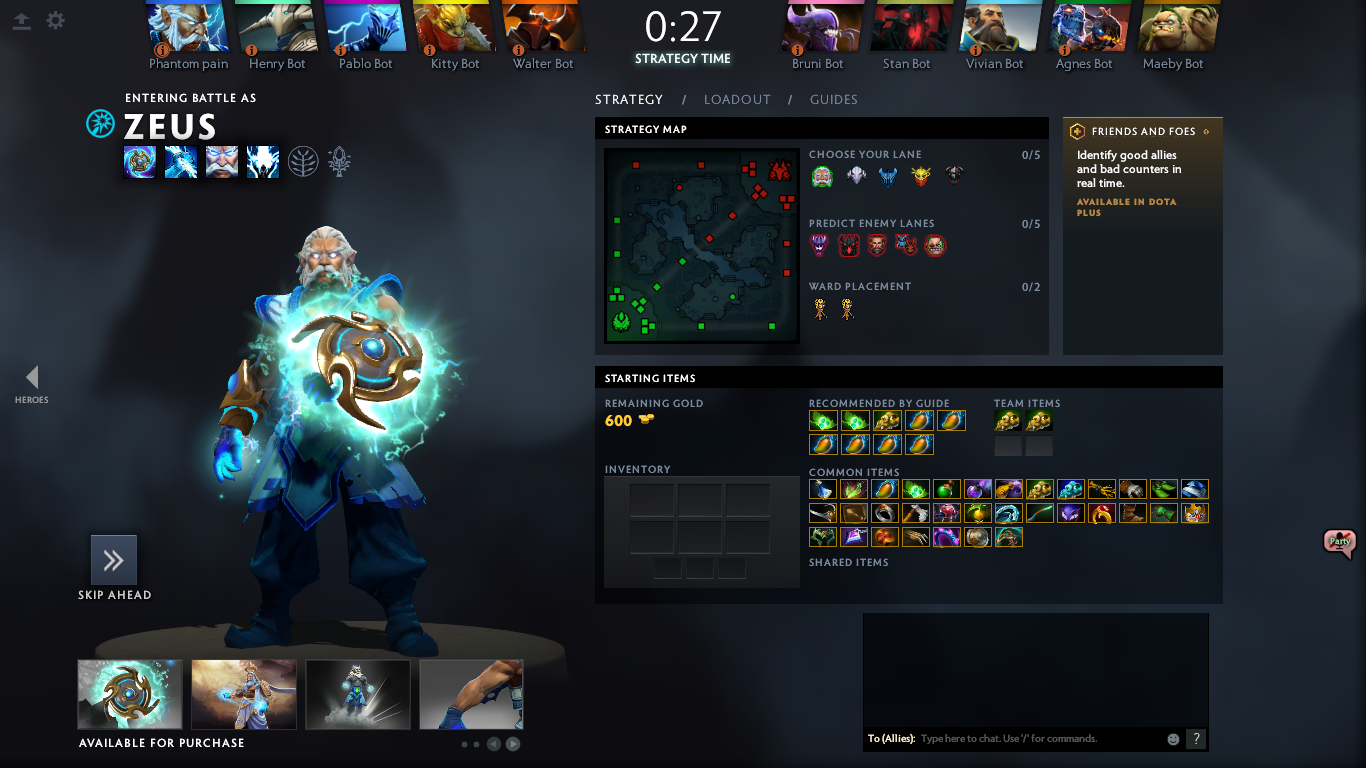 Phantom pain
Henry Bot
Pablo Bot
Kitty Bot
Walter Bot
0:27
STRATEGY TIME
Bruni Bot
Stan Bot
Vivian Bot
Agnes Bot
Maeby Bot
ENTERING BATTLE AS
ZEUS
STRATEGY / LOADOUT / GUIDES
STRATEGY MAP
CHOOSE YOUR LANE 0/5
PREDICT ENEMY LANES 0/5
WARD PLACEMENT 0/2
FRIENDS AND FOES
Identify good allies
and bad counters in
real time.
AVAILABLE IN DOTA
PLUS
HEROES
STARTING ITEMS
REMAINING GOLD
600
INVENTORY
RECOMMENDED BY GUIDE
TEAM ITEMS
COMMON ITEMS
SHARED ITEMS
SKIP AHEAD
Party
AVAILABLE FOR PURCHASE
To (Allies): Type here to chat. Use '/' for commands.
?